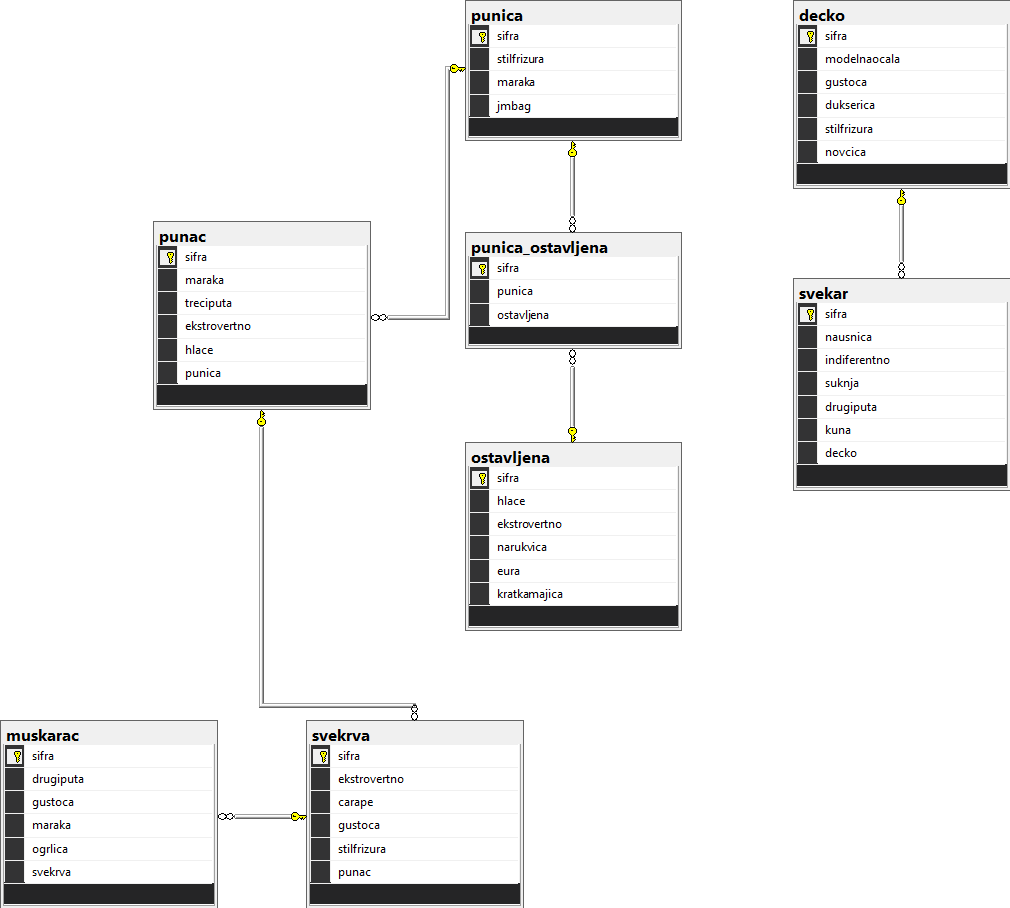 punica
sifra
stilfrizura
maraka
jmbag
decko
sifra
modelnaocala
gustoca
dukserica
stilfrizura
novcica
punac
sifra
maraka
treciputa
ekstrovertno
hlace
punica
punica_ostavljena
sifra
punica
ostavljena
svekar
sifra
nausnica
indiferentno
suknja
drugiputa
kuna
decko
ostavljena
sifra
hlace
ekstrovertno
narukvica
eura
kratkamajica
muskarac
sifra
drugiputa
gustoca
maraka
ogrlica
svekrva
svekrva
sifra
ekstrovertno
carape
gustoca
stilfrizura
punac